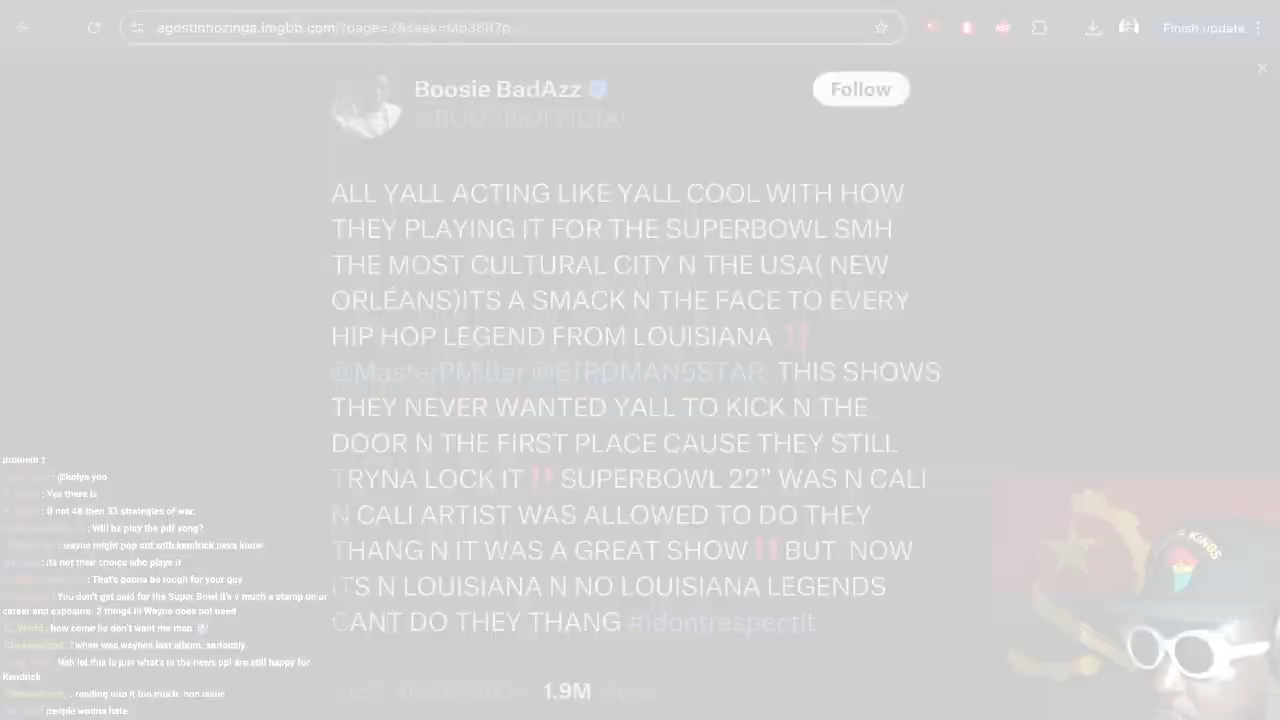 agostinhozinga.imgbb.com/?page=2&seek=Mp36h7p
ABP
Finish update
Boosie BadAzz
Follow
ALL YALL ACTING LIKE YALL COOL WITH HOW
THEY PLAYING IT FOR THE SUPERBOWL SMH
THE MOST CULTURAL CITY N THE USA( NEW
ORLEANS)ITS A SMACK N THE FACE TO EVERY
HIP HOP LEGEND FROM LOUISIANA ‼️
@MasterPMiller @BIRDMAN5STAR THIS SHOWS
THEY NEVER WANTED YALL TO KICK N THE
DOOR N THE FIRST PLACE CAUSE THEY STILL
TRYNA LOCK IT ‼️ SUPERBOWL 22” WAS N CALI
N CALI ARTIST WAS ALLOWED TO DO THEY
THANG N IT WAS A GREAT SHOW ‼️ BUT NOW
ITS N LOUISIANA N NO LOUISIANA LEGENDS
CANT DO THEY THANG #idontrespectit
1.9M
problem ?
: @kolya yoo
: Yes there is
: if not 48 then 33 strategies of war.
: Will he play the pdf song?
: wayne might pop out with kendrick neva know
: its not their choice who plays it
: That's gonna be rough for your guy
: You don't get paid for the Super Bowl it's v much a stamp on ur
career and exposure. 2 things lil Wayne does not need
: how come lie don't want me man
: when was waynes last album. seriously
: Nah lol this is just what's in the news ppl are still happy for
Kendrick
: reading into it too much. non issue
: people wanna hate
KINGS